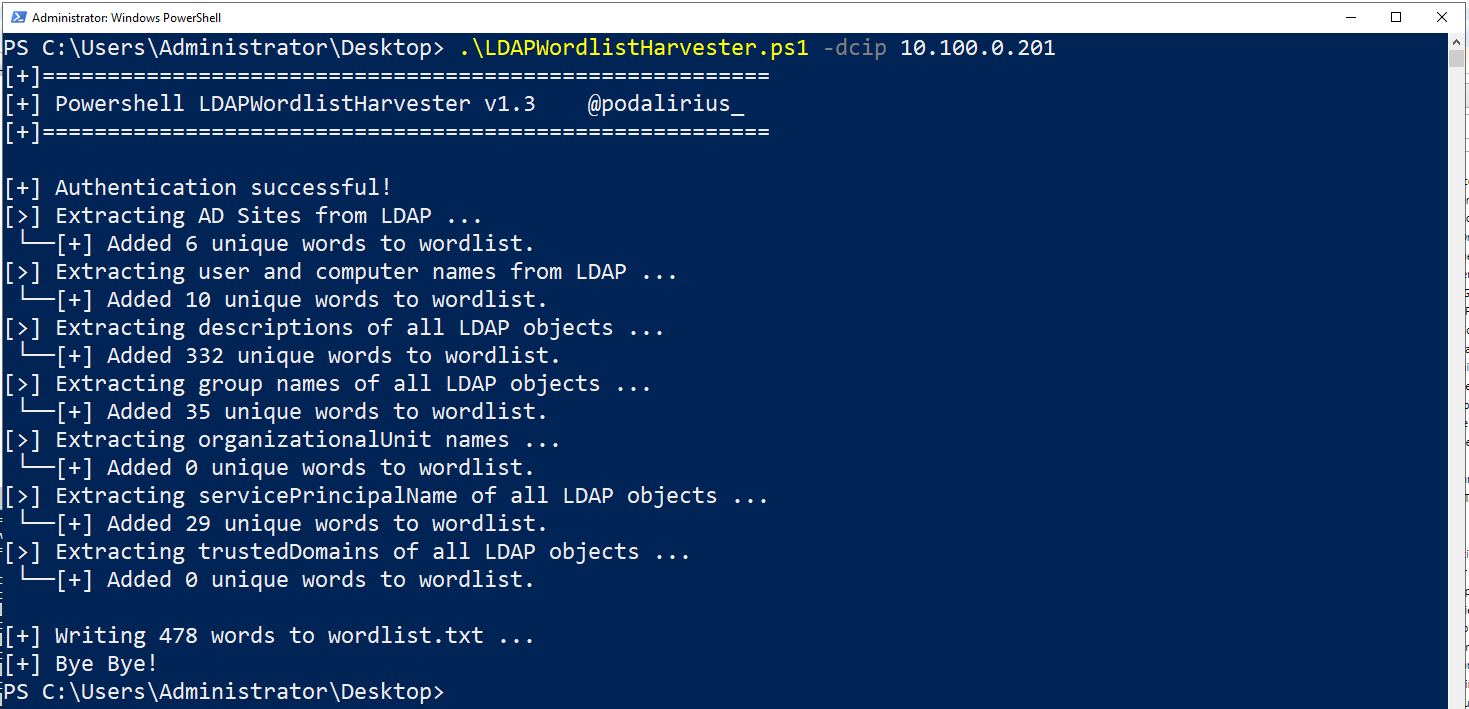 Administrator: Windows PowerShell
PS C:\Users\Administrator\Desktop> .\LDAPWordlistHarvester.ps1 -dcip 10.100.0.201
[+]========================================================
[+] Powershell LDAPWordlistHarvester v1.3    @podalirius_
[+]========================================================
[+] Authentication successful!
[>] Extracting AD Sites from LDAP ...
 └──[+] Added 6 unique words to wordlist.
[>] Extracting user and computer names from LDAP ...
 └──[+] Added 10 unique words to wordlist.
[>] Extracting descriptions of all LDAP objects ...
 └──[+] Added 332 unique words to wordlist.
[>] Extracting group names of all LDAP objects ...
 └──[+] Added 35 unique words to wordlist.
[>] Extracting organizationalUnit names ...
 └──[+] Added 0 unique words to wordlist.
[>] Extracting servicePrincipalName of all LDAP objects ...
 └──[+] Added 29 unique words to wordlist.
[>] Extracting trustedDomains of all LDAP objects ...
 └──[+] Added 0 unique words to wordlist.
[+] Writing 478 words to wordlist.txt ...
[+] Bye Bye!
PS C:\Users\Administrator\Desktop>